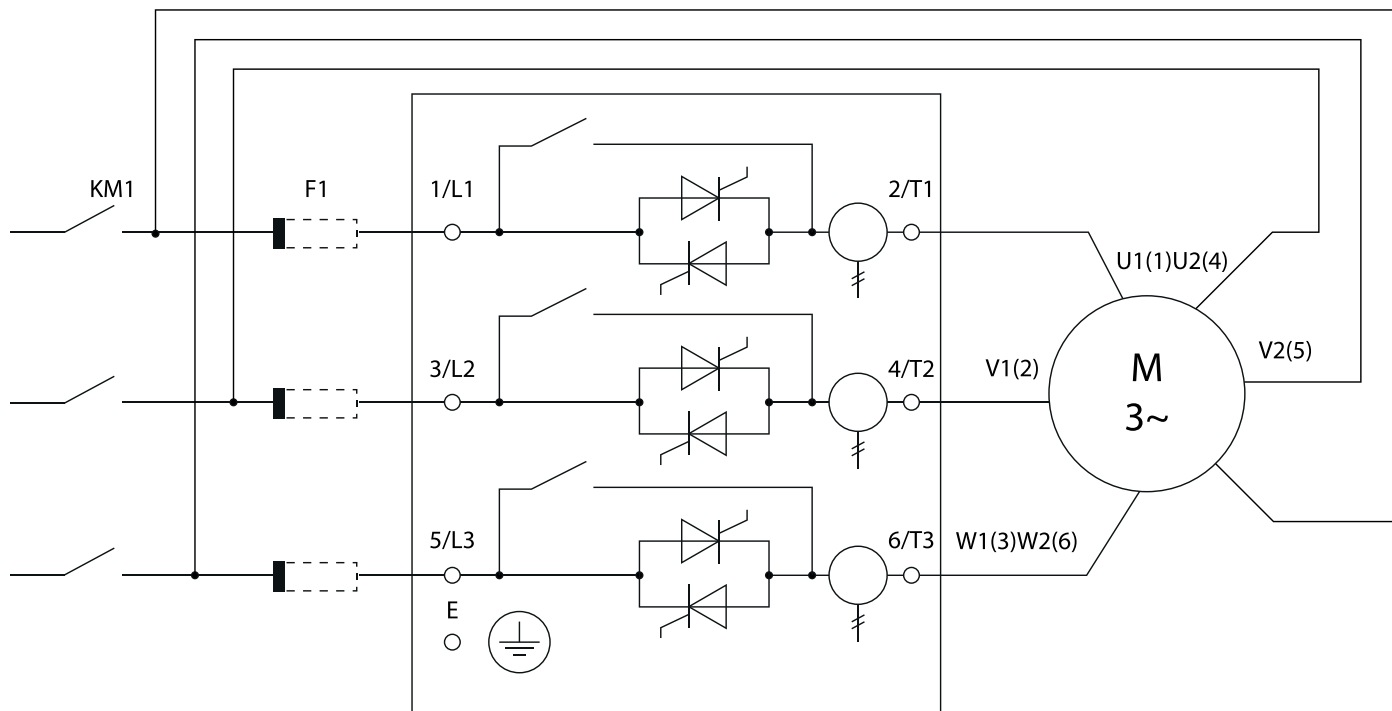 KM1
F1
1/L1
2/T1
U1(1)U2(4)
3/L2
4/T2
V1(2)
V2(5)
M
3~
5/L3
6/T3
W1(3)W2(6)
E